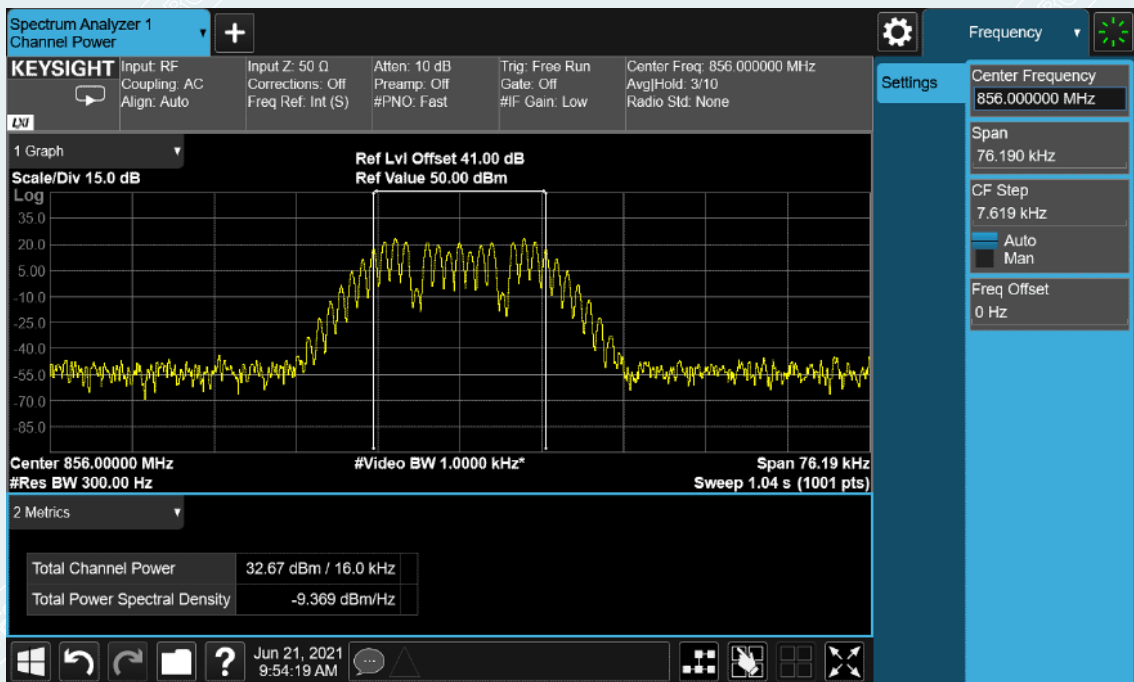 Spectrum Analyzer 1
Channel Power
+
Frequency
KEYSIGHT
Input: RF
Coupling: AC
Align: Auto
Input Z: 50 Ω
Corrections: Off
Freq Ref: Int (S)
Atten: 10 dB
Preamp: Off
#PNO: Fast
Trig: Free Run
Gate: Off
#IF Gain: Low
Center Freq: 856.000000 MHz
Avg|Hold: 3/10
Radio Std: None
LXI
Settings
Center Frequency
856.000000 MHz
Span
76.190 kHz
CF Step
7.619 kHz
Auto
Man
Freq Offset
0 Hz
1 Graph
Scale/Div 15.0 dB
Ref Lvl Offset 41.00 dB
Ref Value 50.00 dBm
Log
35.0
20.0
5.00
-10.0
-25.0
-40.0
-55.0
-70.0
-85.0
Center 856.00000 MHz
#Video BW 1.0000 kHz*
Span 76.19 kHz
#Res BW 300.00 Hz
Sweep 1.04 s (1001 pts)
2 Metrics
Total Channel Power 32.67 dBm / 16.0 kHz
Total Power Spectral Density -9.369 dBm/Hz
?
Jun 21, 2021
9:54:19 AM